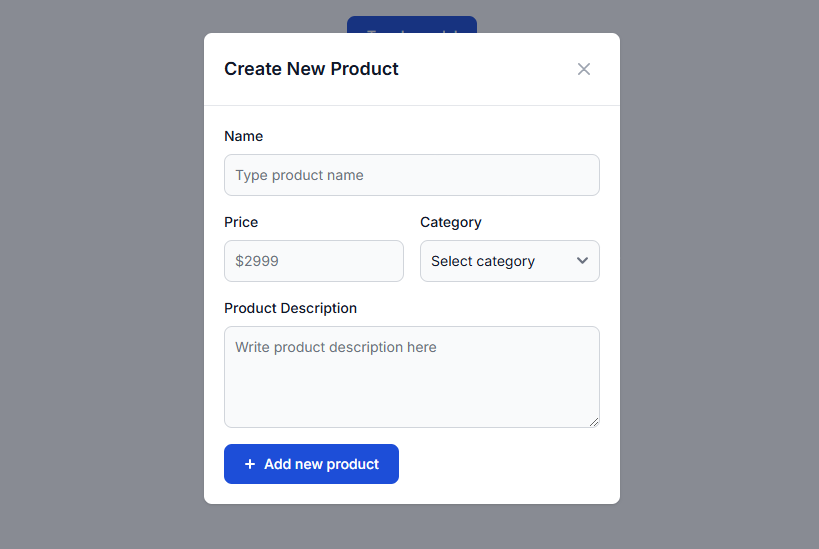 Create New Product
Name
Type product name
Price
Category
$2999
Select category
Product Description
Write product description here
Add new product